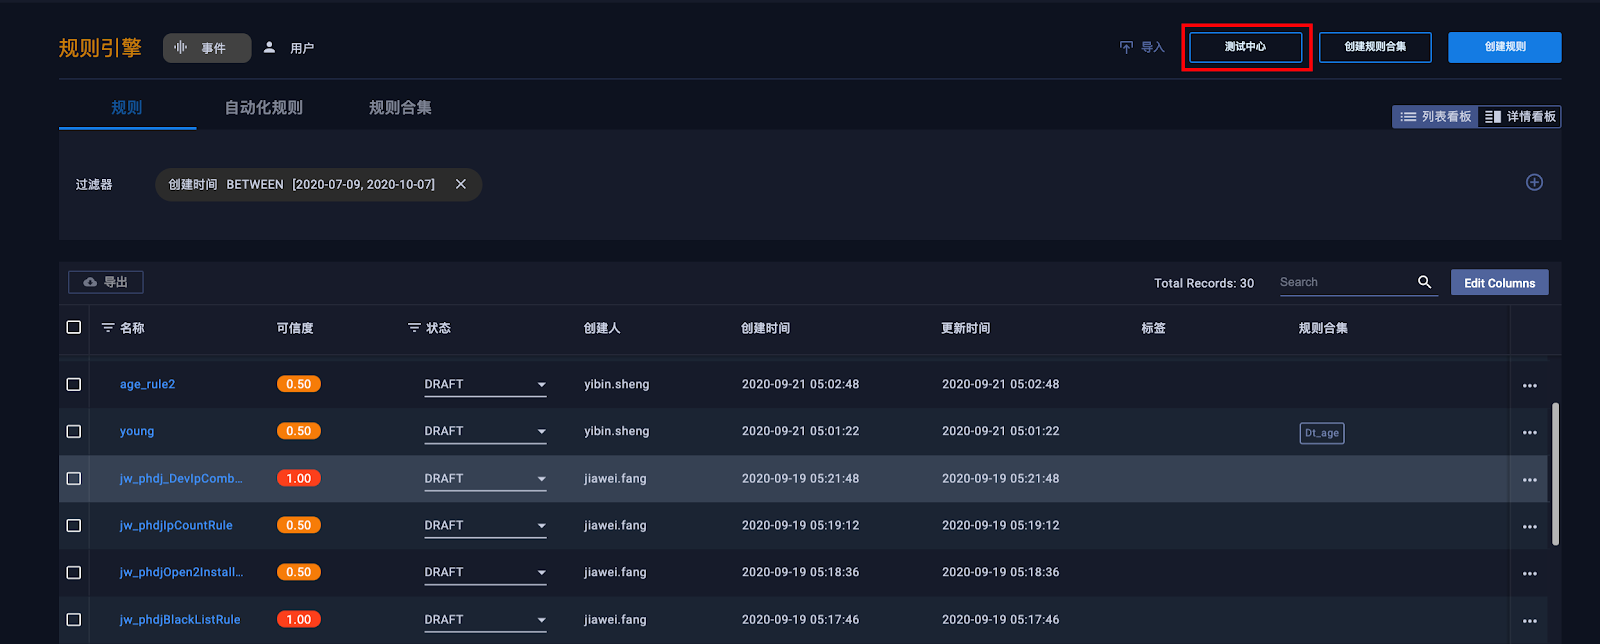 规则引擎 事件 用户 导入 测试中心 创建规则合集 创建规则
规则 自动化规则 规则合集
列表看板 详情看板
过滤器 创建时间 BETWEEN [2020-07-09, 2020-10-07]
导出 Total Records: 30 Search Edit Columns
名称 可信度 状态 创建人 创建时间 更新时间 标签 规则合集
age_rule2 0.50 DRAFT yibin.sheng 2020-09-21 05:02:48 2020-09-21 05:02:48
young 0.50 DRAFT yibin.sheng 2020-09-21 05:01:22 2020-09-21 05:01:22 Dt_age
jw_phdj_DevIpComb... 1.00 DRAFT jiawei.fang 2020-09-19 05:21:48 2020-09-19 05:21:48
jw_phdjIpCountRule 0.50 DRAFT jiawei.fang 2020-09-19 05:19:12 2020-09-19 05:19:12
jw_phdjOpen2Install... 0.50 DRAFT jiawei.fang 2020-09-19 05:18:36 2020-09-19 05:18:36
jw_phdjBlackListRule 1.00 DRAFT jiawei.fang 2020-09-19 05:17:46 2020-09-19 05:17:46